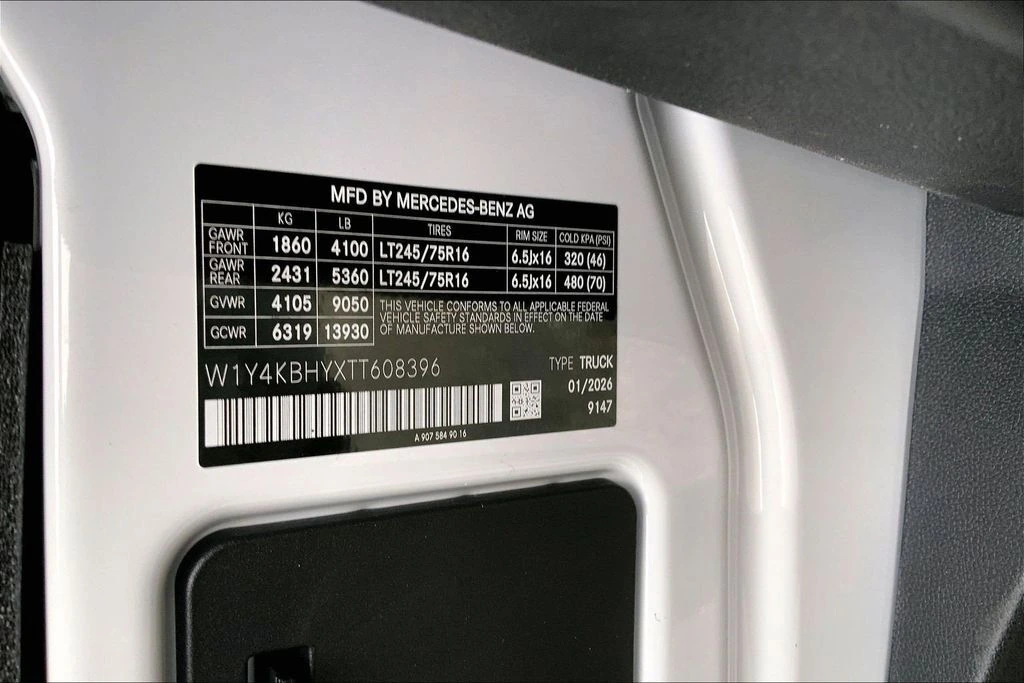 MFD BY MERCEDES-BENZ AG
KG LB TIRES RIM SIZE COLD KPA (PSI)
GAWR FRONT 1860 4100 LT245/75R16 6.5Jx16 320 (46)
GAWR REAR 2431 5360 LT245/75R16 6.5Jx16 480 (70)
GVWR 4105 9050
GCWR 6319 13930
THIS VEHICLE CONFORMS TO ALL APPLICABLE FEDERAL
VEHICLE SAFETY STANDARDS IN EFFECT ON THE DATE
OF MANUFACTURE SHOWN BELOW.
W1Y4KBHYXTT608396
TYPE TRUCK
01/2026
9147
A 907 584 90 16